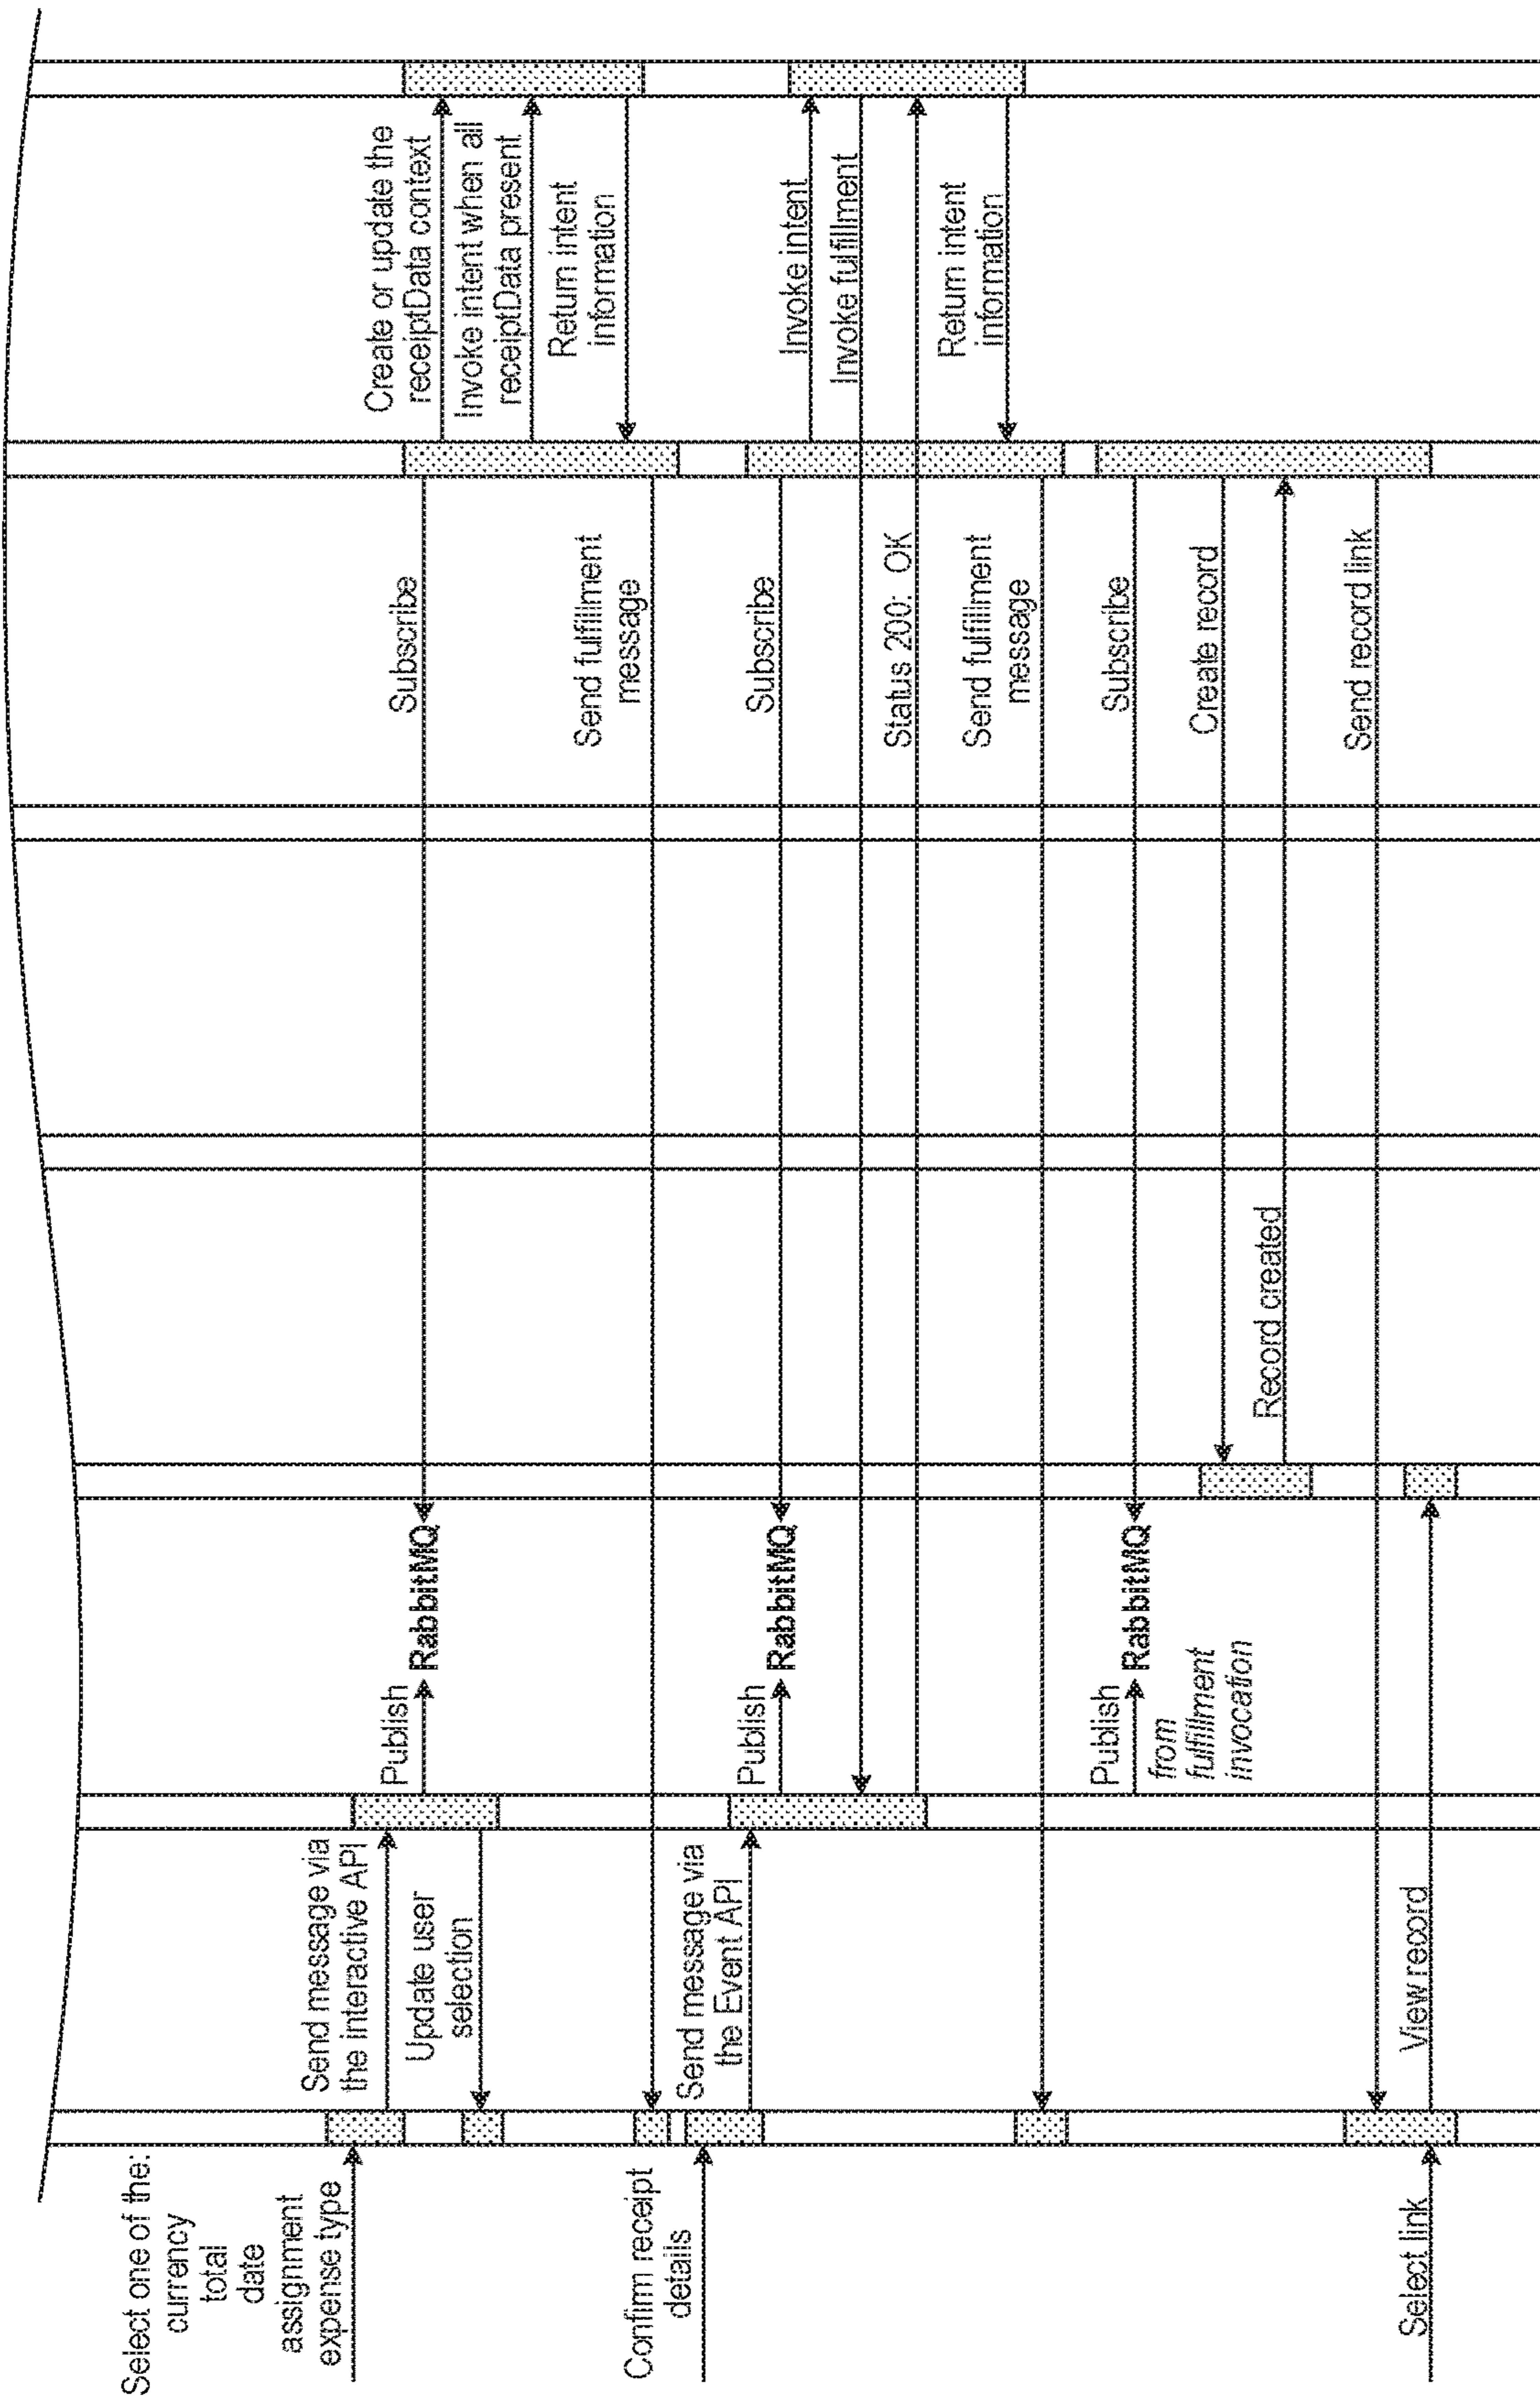 Select one of the:
currency
total
date
assignment
expense type
Send message via
the interactive API
Publish
RabbitMQ
Subscribe
Create or update the
receiptData context
Update user
selection
Invoke intent when all
receiptData present
Return intent
information
Send fulfillment
message
Confirm receipt
details
Send message via
the Event API
Publish
RabbitMQ
Subscribe
Invoke intent
Invoke fulfillment
Status 200: OK
Return intent
information
Send fulfillment
message
Publish
RabbitMQ
from
fulfillment
invocation
Subscribe
Create record
Record created
Send record link
Select link
View record